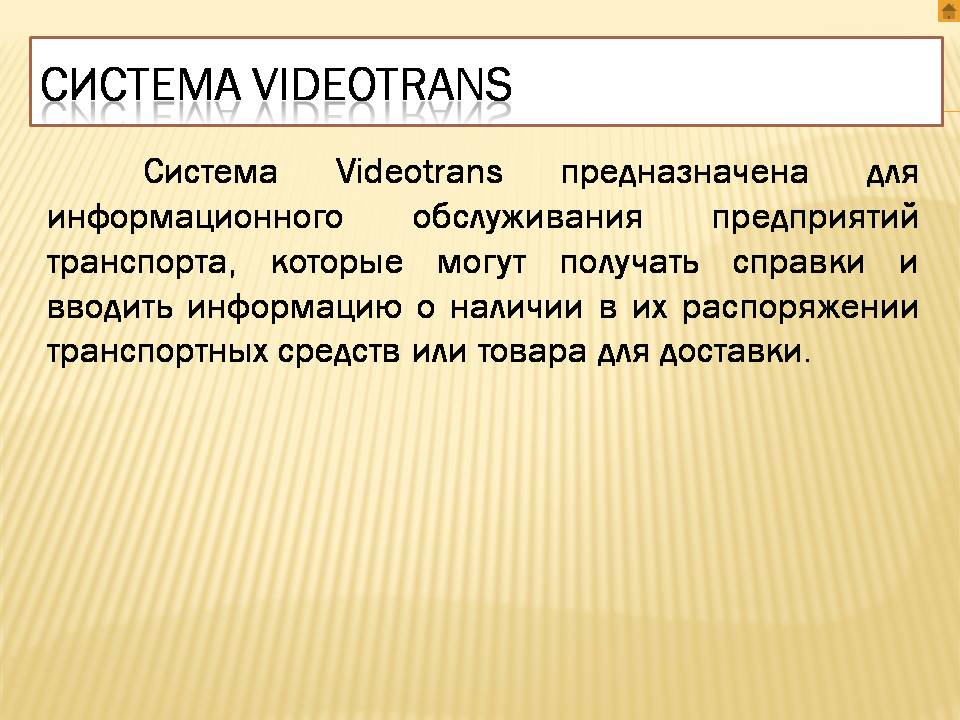 СИСТЕМА VIDEOTRANS
Система Videotrans предназначена для
информационного обслуживания предприятий
транспорта, которые могут получать справки и
вводить информацию о наличии в их распоряжении
транспортных средств или товара для доставки.